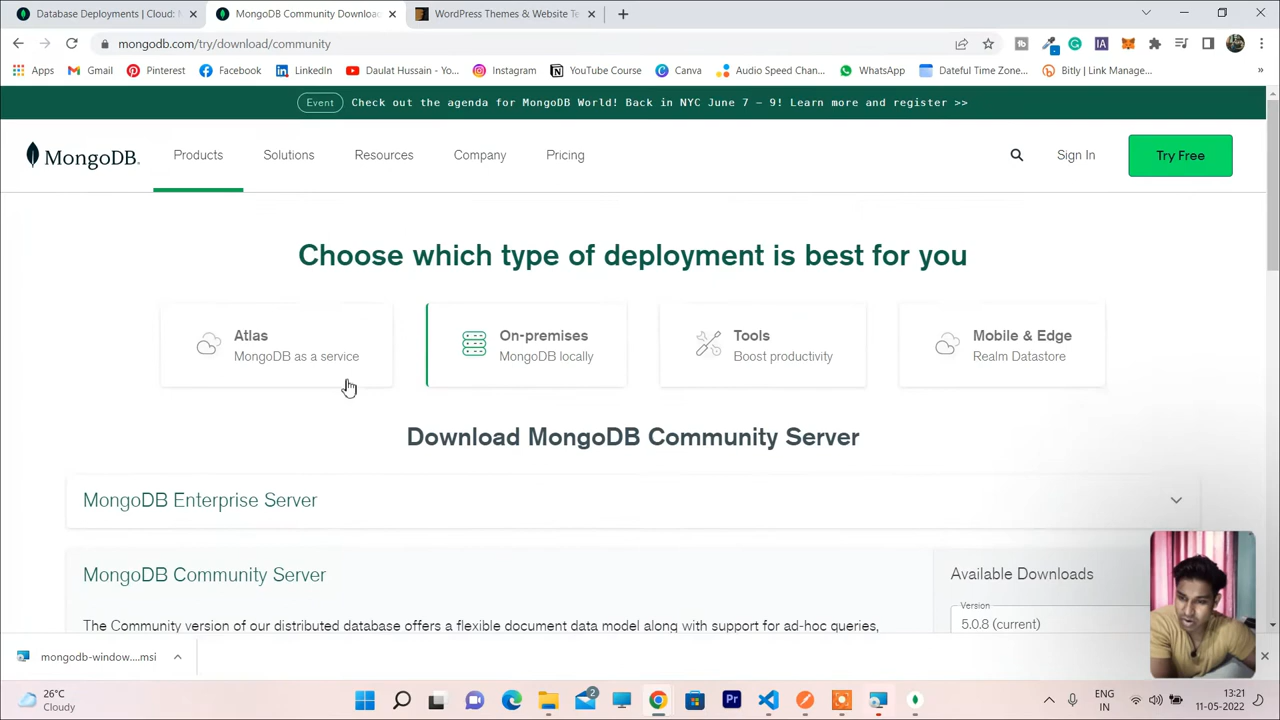 Database Deployments | Cloud: M
MongoDB Community Download
WordPress Themes & Website Te
mongodb.com/try/download/community
Apps
Gmail
Pinterest
Facebook
LinkedIn
Daulat Hussain - Yo...
Instagram
YouTube Course
Canva
Audio Speed Chan...
WhatsApp
Dateful Time Zone...
Bitly | Link Manage...
»
Event Check out the agenda for MongoDB World! Back in NYC June 7 – 9! Learn more and register >>
MongoDB.
Products
Solutions
Resources
Company
Pricing
Sign In
Try Free
Choose which type of deployment is best for you
Atlas
MongoDB as a service
On-premises
MongoDB locally
Tools
Boost productivity
Mobile & Edge
Realm Datastore
Download MongoDB Community Server
MongoDB Enterprise Server
MongoDB Community Server
The Community version of our distributed database offers a flexible document data model along with support for ad-hoc queries,
Available Downloads
Version
5.0.8 (current)
mongodb-window....msi
26°C
Cloudy
2
Pr
ENG
IN
13:21
11-05-2022